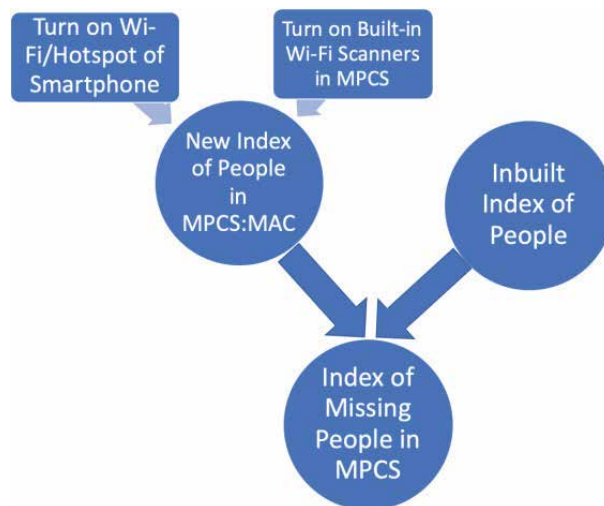 Turn on Wi-
Fi/Hotspot of
Smartphone
Turn on Built-in
Wi-Fi Scanners
in MPCS
New Index
of People
in
MPCS:MAC
Inbuilt
Index of
People
Index of
Missing
People in
MPCS